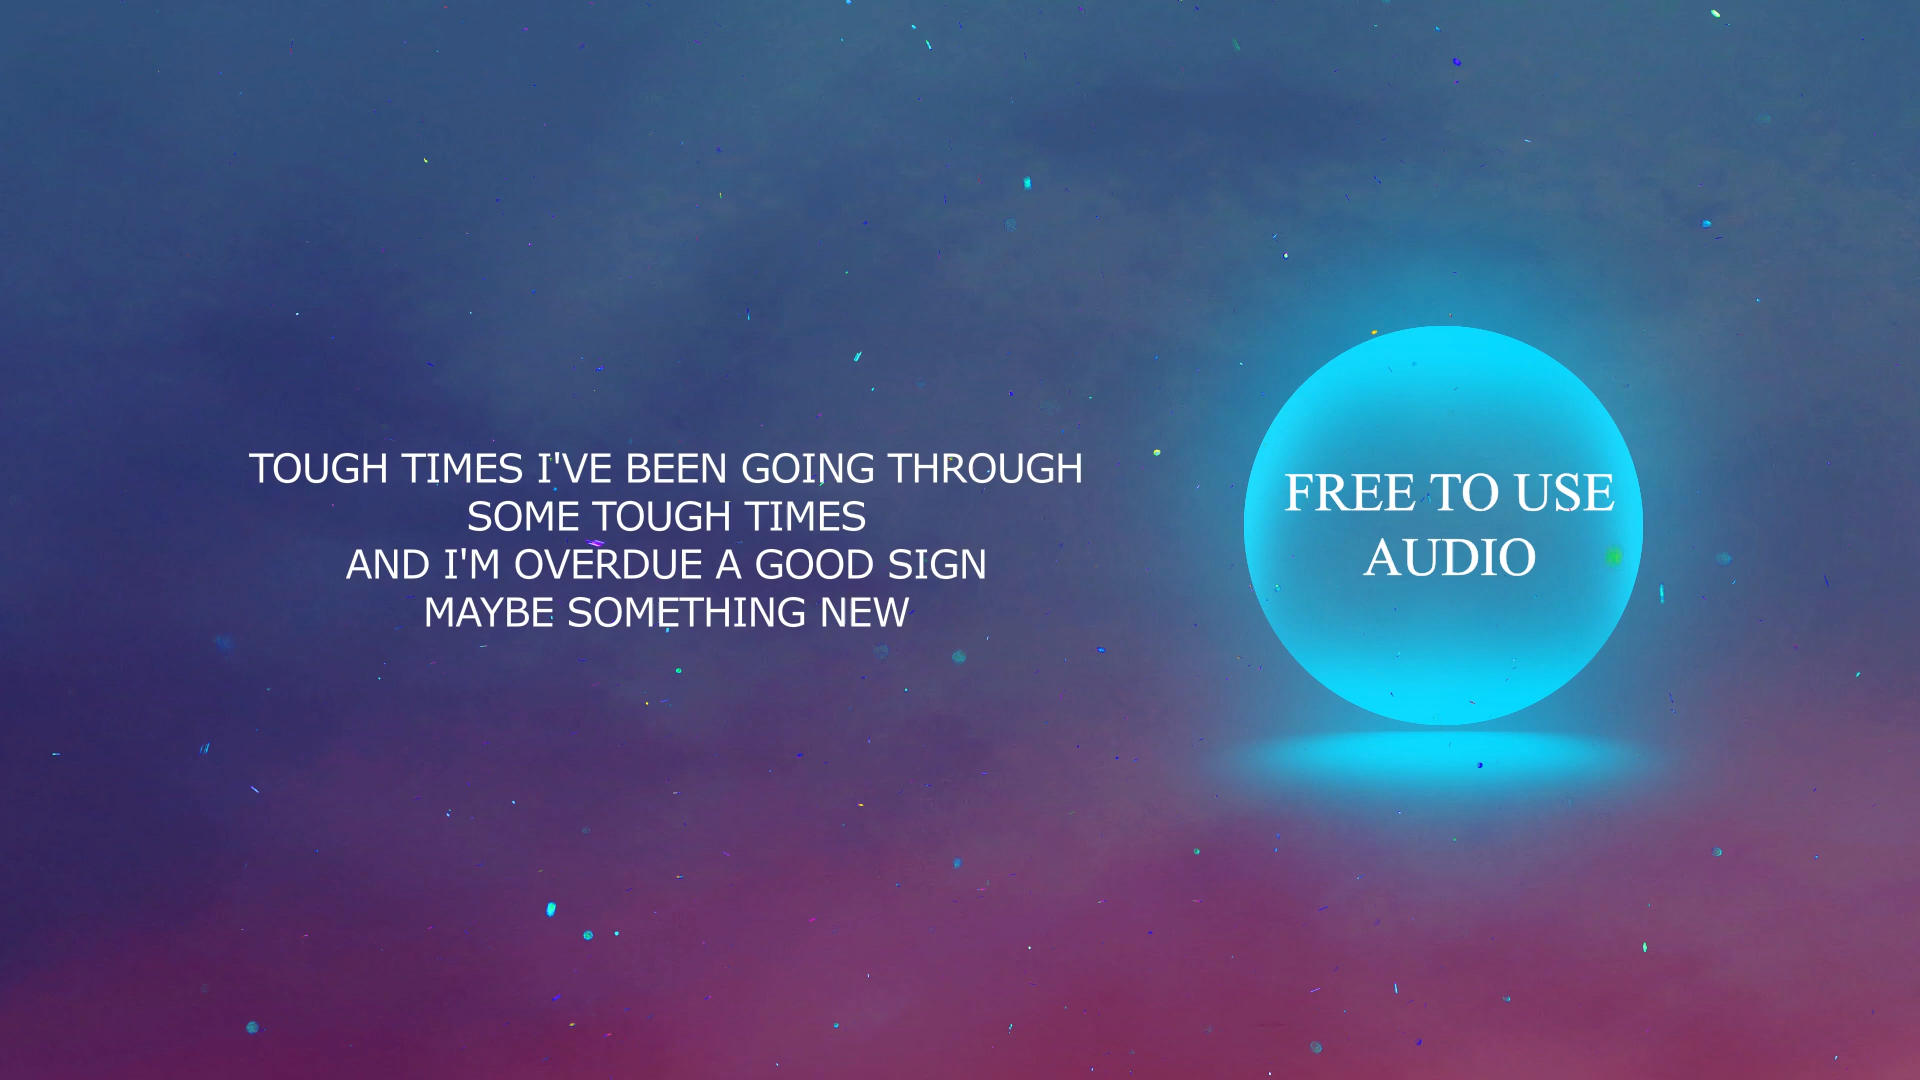 TOUGH TIMES I'VE BEEN GOING THROUGH
SOME TOUGH TIMES
AND I'M OVERDUE A GOOD SIGN
MAYBE SOMETHING NEW
FREE TO USE
AUDIO